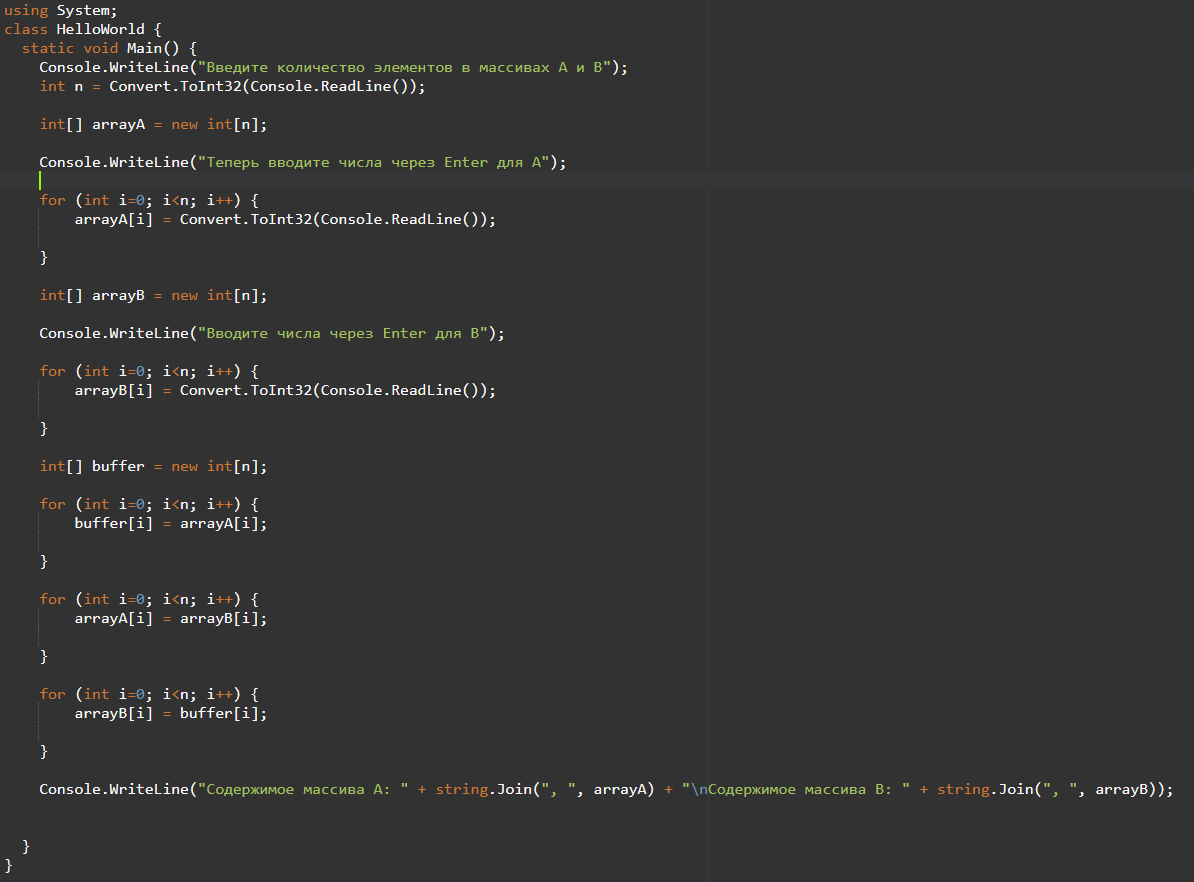 using System;
class HelloWorld {
  static void Main() {
    Console.WriteLine("Введите количество элементов в массивах A и B");
    int n = Convert.ToInt32(Console.ReadLine());
    int[] arrayA = new int[n];
    Console.WriteLine("Теперь вводите числа через Enter для A");
    for (int i=0; i<n; i++) {
        arrayA[i] = Convert.ToInt32(Console.ReadLine());
    }
    int[] arrayB = new int[n];
    Console.WriteLine("Вводите числа через Enter для B");
    for (int i=0; i<n; i++) {
        arrayB[i] = Convert.ToInt32(Console.ReadLine());
    }
    int[] buffer = new int[n];
    for (int i=0; i<n; i++) {
        buffer[i] = arrayA[i];
    }
    for (int i=0; i<n; i++) {
        arrayA[i] = arrayB[i];
    }
    for (int i=0; i<n; i++) {
        arrayB[i] = buffer[i];
    }
    Console.WriteLine("Содержимое массива A: " + string.Join(", ", arrayA) + "\nСодержимое массива B: " + string.Join(", ", arrayB));
  }
}